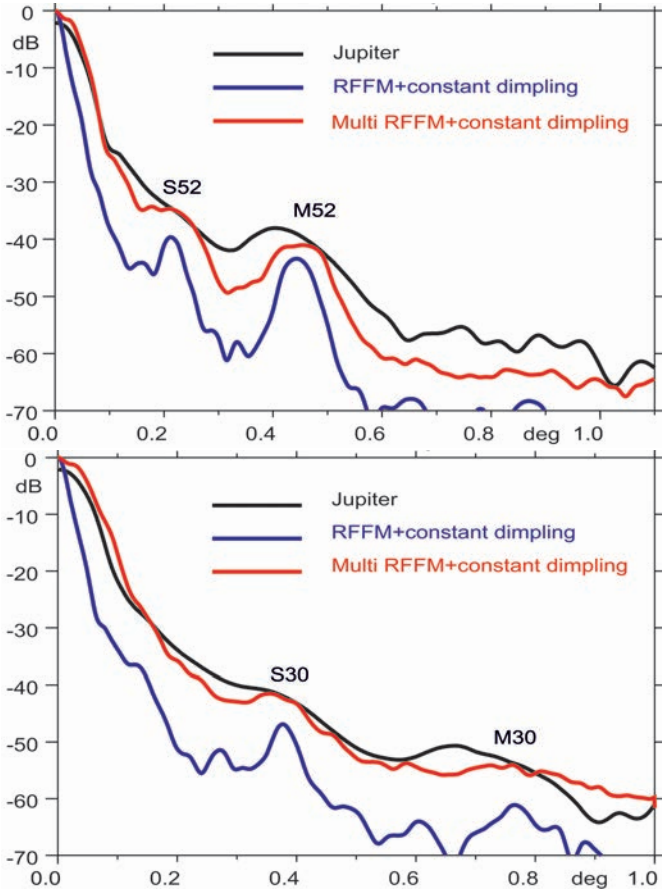 0
dB
-10
-20
-30
-40
-50
-60
-70
Jupiter
RFFM+constant dimpling
Multi RFFM+constant dimpling
S52
M52
0.0 0.2 0.4 0.6 0.8 deg 1.0
0
dB
-10
-20
-30
-40
-50
-60
-70
Jupiter
RFFM+constant dimpling
Multi RFFM+constant dimpling
S30
M30
0.0 0.2 0.4 0.6 deg 0.8 1.0